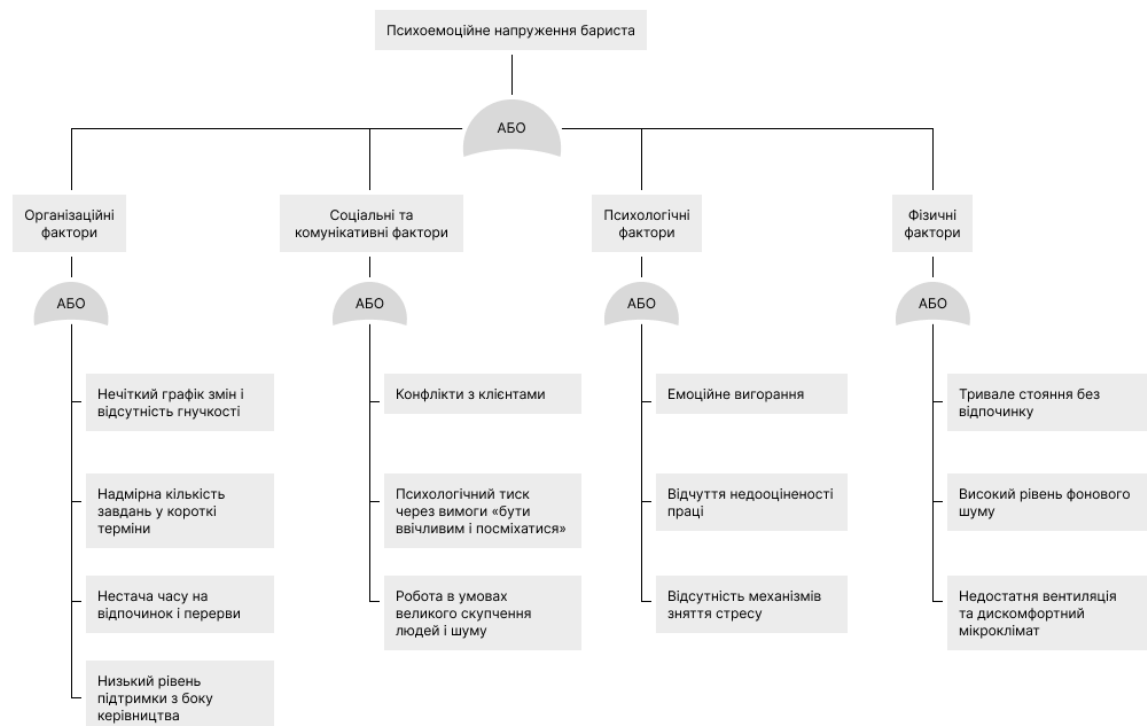 Психоемоційне напруження бариста
АБО
Організаційні
фактори
Соціальні та
комунікативні фактори
Психологічні
фактори
Фізичні
фактори
АБО
АБО
АБО
АБО
Нечіткий графік змін і
відсутність гнучкості
Надмірна кількість
завдань у короткі
терміни
Нестача часу на
відпочинок і перерви
Низький рівень
підтримки з боку
керівництва
Конфлікти з клієнтами
Психологічний тиск
через вимоги «бути
ввічливим і посміхатися»
Робота в умовах
великого скупчення
людей і шуму
Емоційне вигорання
Відчуття недооціненості
праці
Відсутність механізмів
зняття стресу
Тривале стояння без
відпочинку
Високий рівень фонового
шуму
Недостатня вентиляція
та дискомфортний
мікроклімат